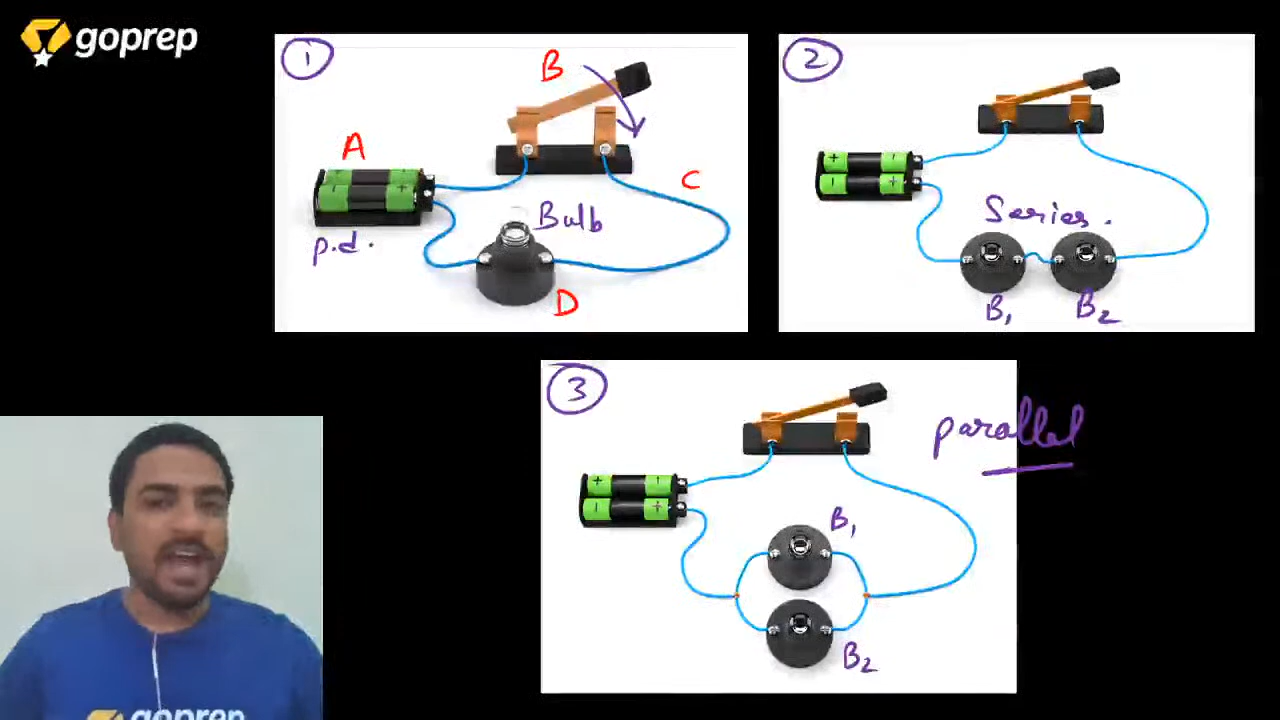 goprep
1
B
A
C
p.d.
Bulb
D
2
+ -
- +
Series.
B1
B2
3
parallel
+ -
- +
B1
B2
goprep